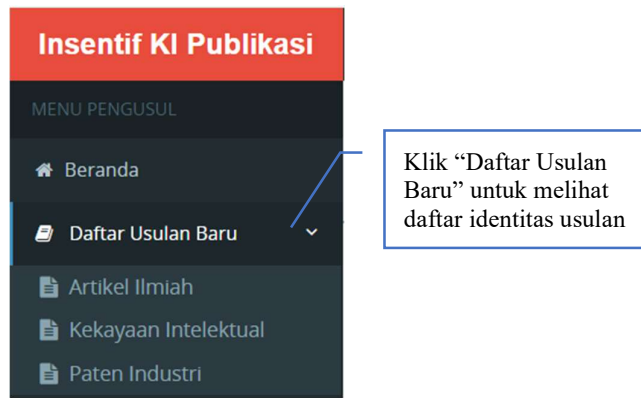 Insentif KI Publikasi
MENU PENGUSUL
Beranda
Daftar Usulan Baru
Artikel Ilmiah
Kekayaan Intelektual
Paten Industri
Klik “Daftar Usulan
Baru” untuk melihat
daftar identitas usulan